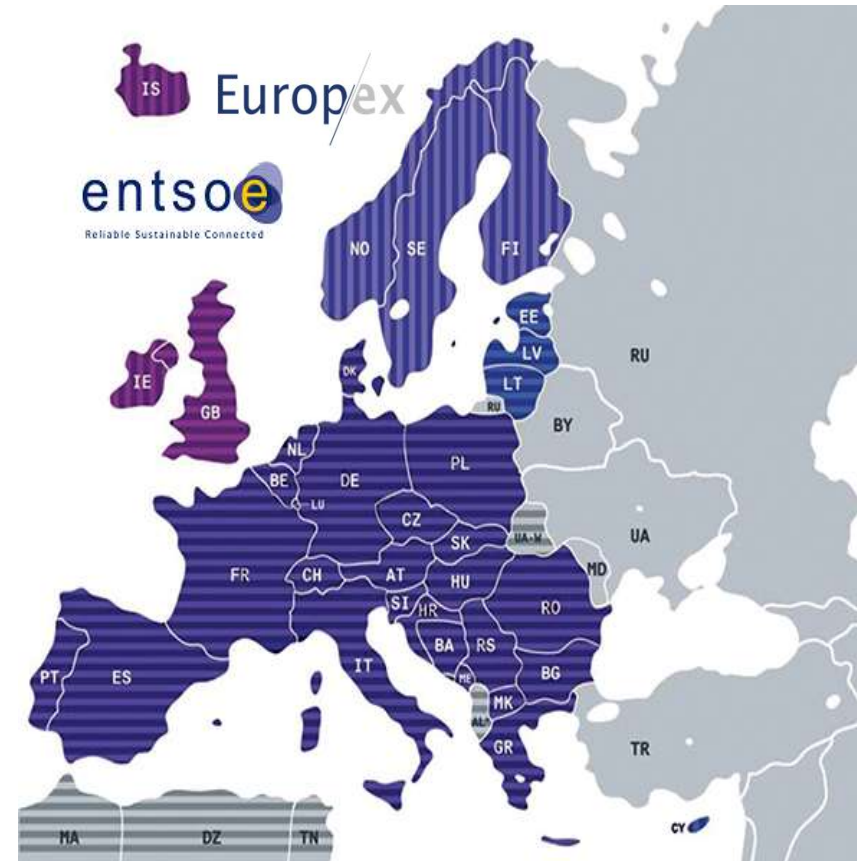 IS
Europex
entsoe
Reliable Sustainable Connected
NO SE FI
EE
LV
RU
IE
DK
LT
GB
RU
BY
NL
PL
BE DE
LU
CZ
UA-W UA
SK
MD
FR CH AT HU
SI HR RO
BA RS
IT
PT ES ME BG
MK
AL
GR TR
CY
MA DZ TN